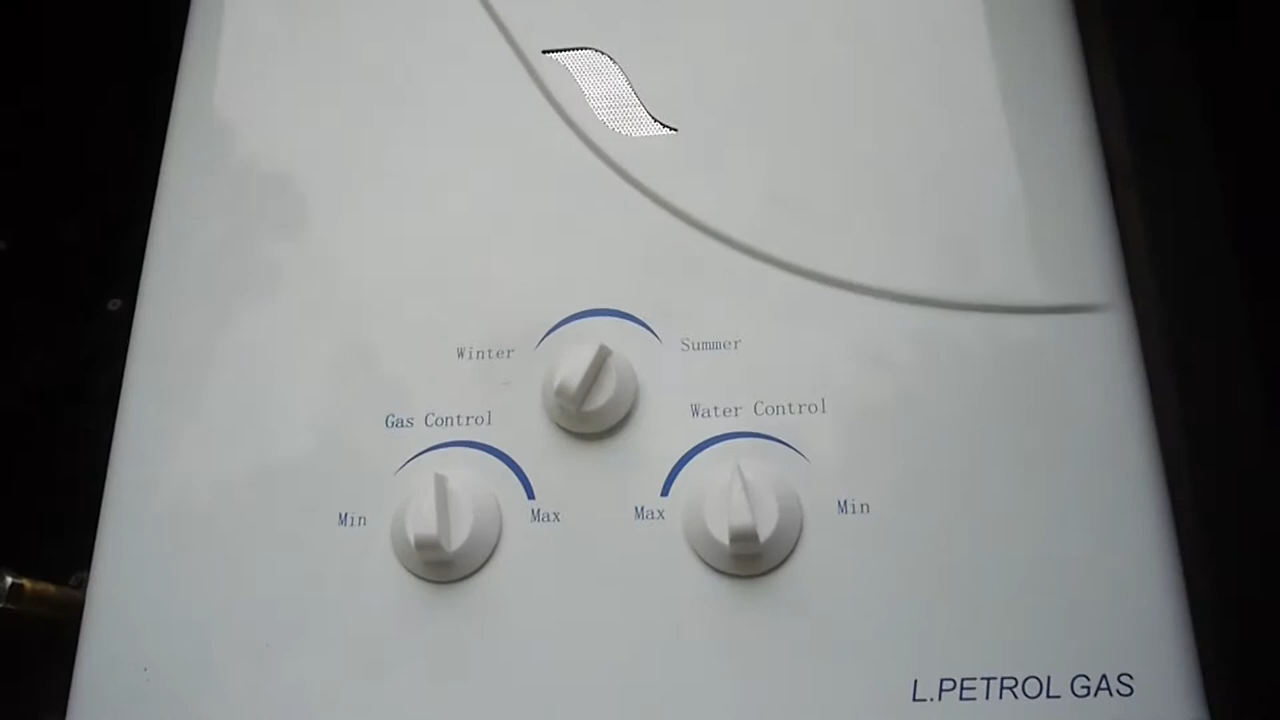 Winter
Summer
Gas Control
Water Control
Min
Max
Max
Min
L.PETROL GAS